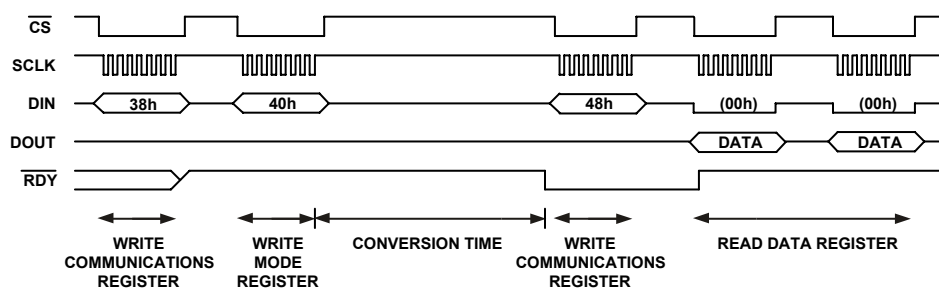 CS
SCLK
DIN 38h 40h 48h (00h) (00h)
DOUT DATA DATA
RDY
WRITE COMMUNICATIONS REGISTER
WRITE MODE REGISTER
CONVERSION TIME
WRITE COMMUNICATIONS REGISTER
READ DATA REGISTER